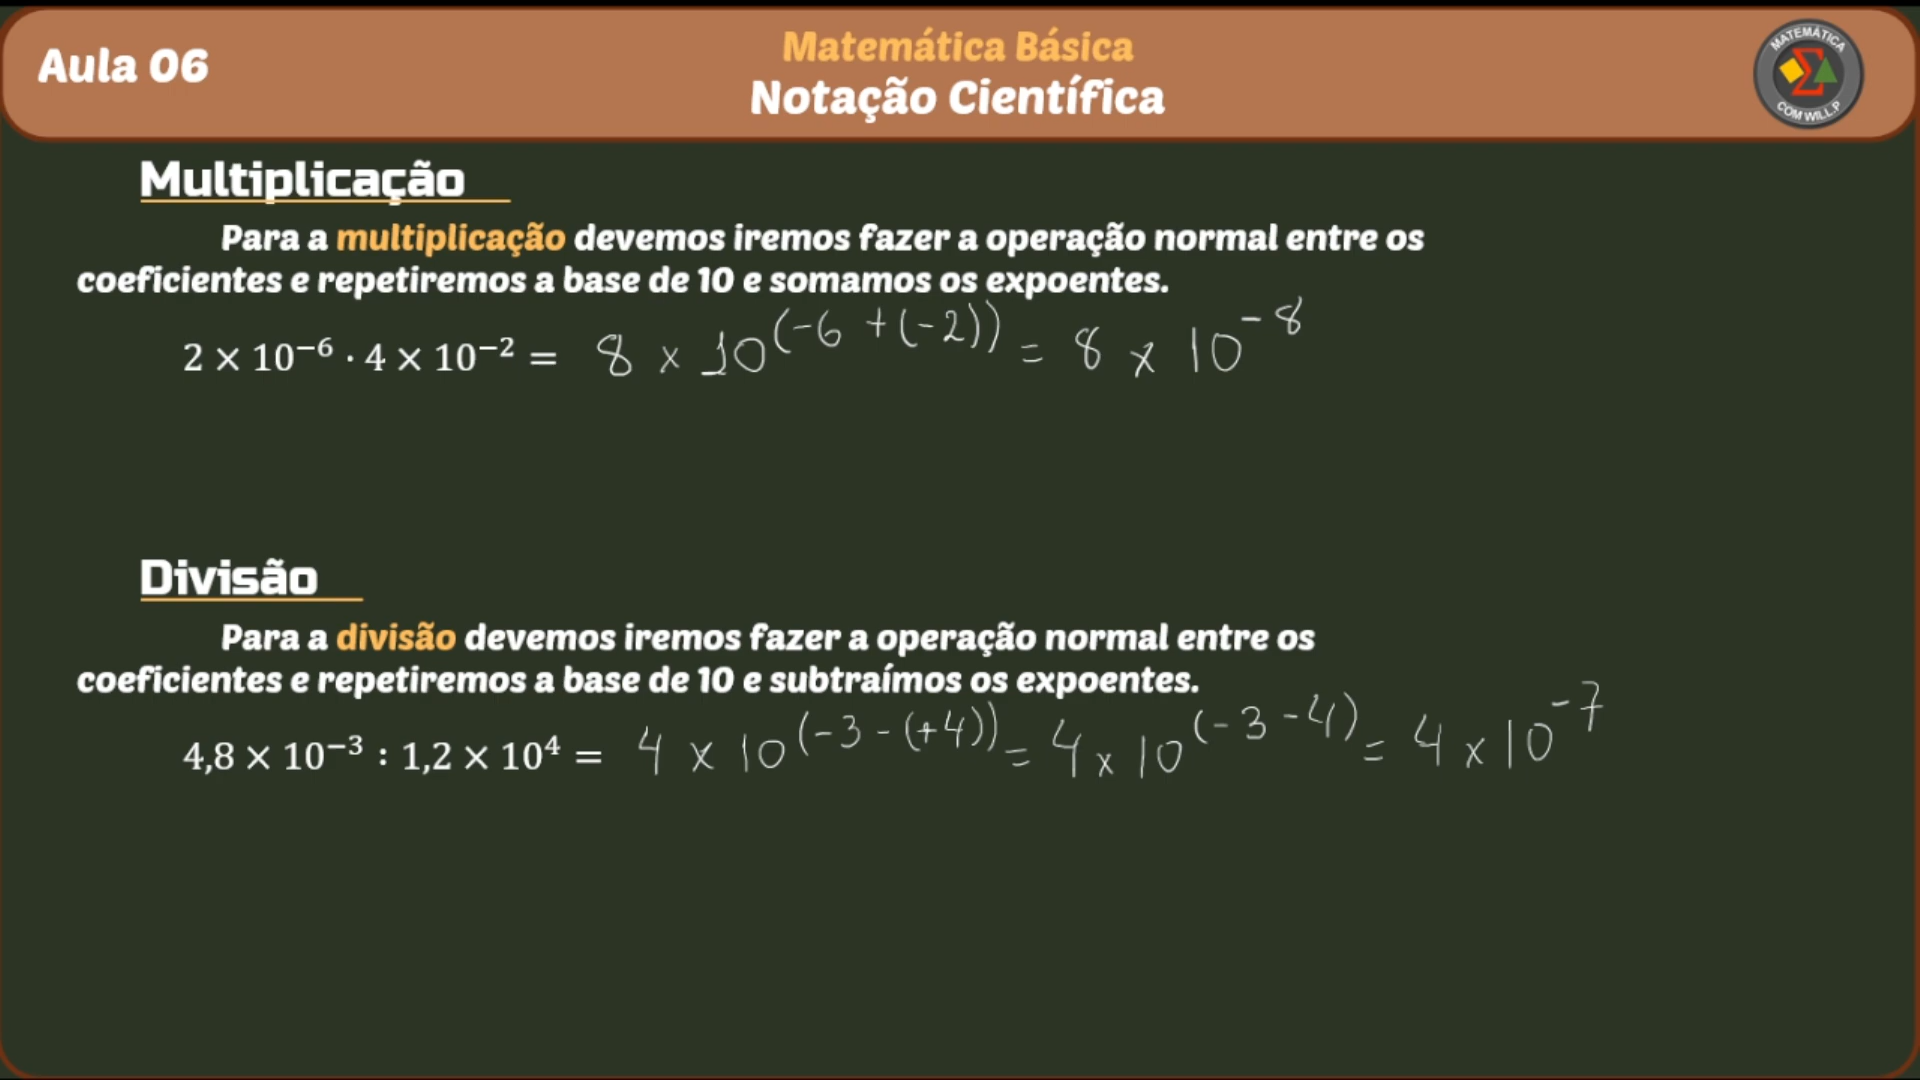 Aula 06
Matemática Básica
Notação Científica
MATEMÁTICA
COM WILL.P
Multiplicação
Para a multiplicação devemos iremos fazer a operação normal entre os
coeficientes e repetiremos a base de 10 e somamos os expoentes.
2 × 10⁻⁶ · 4 × 10⁻² = 8 × 10⁽⁻⁶ ⁺⁽⁻²⁾⁾ = 8 × 10⁻⁸
Divisão
Para a divisão devemos iremos fazer a operação normal entre os
coeficientes e repetiremos a base de 10 e subtraímos os expoentes.
4,8 × 10⁻³ : 1,2 × 10⁴ = 4 × 10⁽⁻³⁻⁽⁺⁴⁾⁾ = 4 × 10⁽⁻³⁻⁴⁾ = 4 × 10⁻⁷